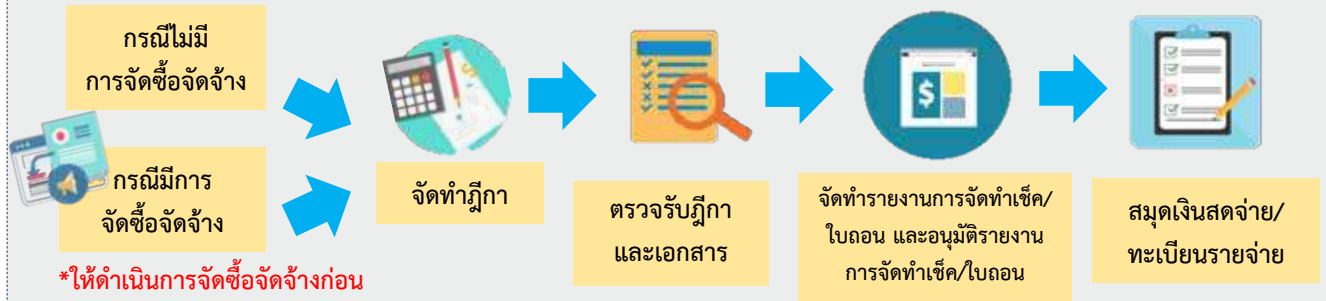 กรณีไม่มี
การจัดซื้อจัดจ้าง
กรณีมีการ
จัดซื้อจัดจ้าง
*ให้ดำเนินการจัดซื้อจัดจ้างก่อน
จัดทำฎีกา
ตรวจรับฎีกา
และเอกสาร
จัดทำรายงานการจัดทำเช็ค/
ใบถอน และอนุมัติรายงาน
การจัดทำเช็ค/ใบถอน
สมุดเงินสดจ่าย/
ทะเบียนรายจ่าย